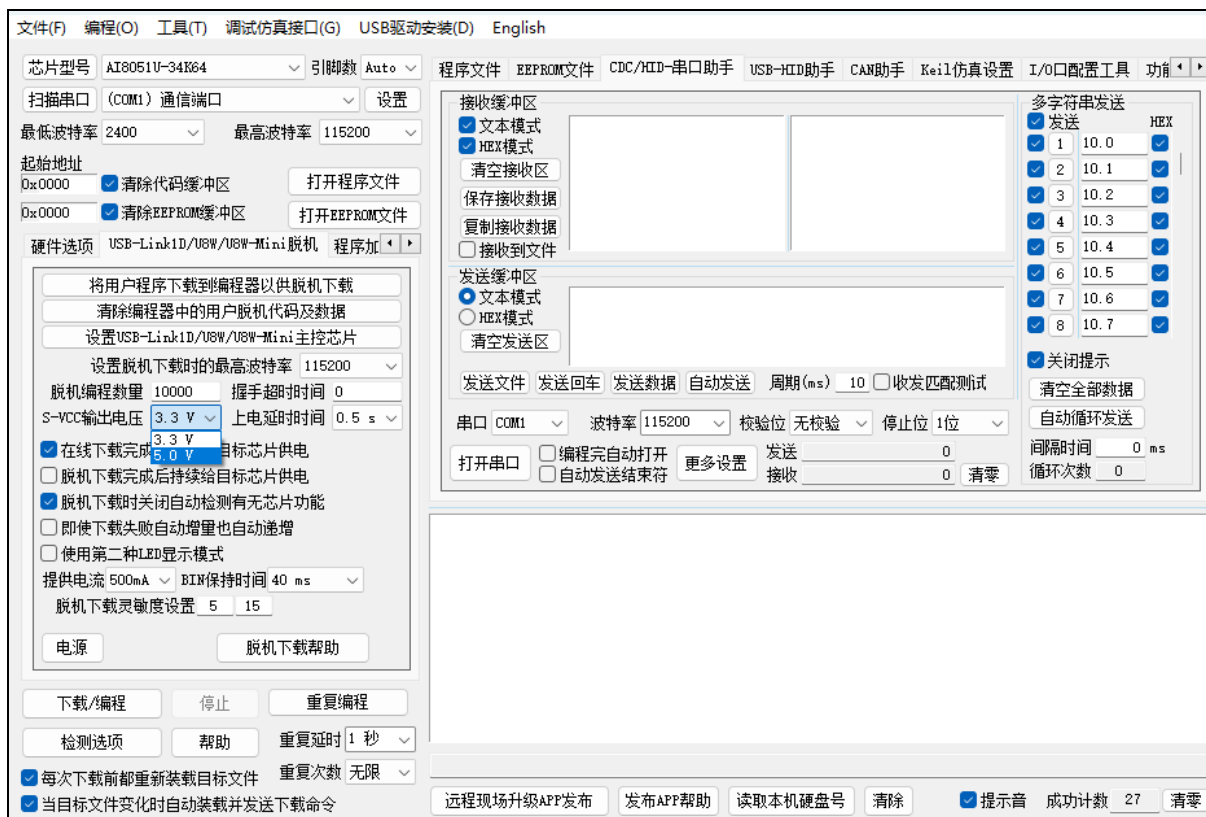 文件(F) 编程(O) 工具(T) 调试仿真接口(G) USB驱动安装(D) English
芯片型号 AI8051U-34K64 引脚数 Auto
扫描串口 (COM1) 通信端口 设置
最低波特率 2400 最高波特率 115200
起始地址
0x0000 清除代码缓冲区 打开程序文件
0x0000 清除EEPROM缓冲区 打开EEPROM文件
硬件选项 USB-Link1D/U8W/U8W-Mini脱机 程序加
将用户程序下载到编程器以供脱机下载
清除编程器中的用户脱机代码及数据
设置USB-Link1D/U8W/U8W-Mini主控芯片
设置脱机下载时的最高波特率 115200
脱机编程数量 10000 握手超时时间 0
S-VCC输出电压 3.3 V 上电延时时间 0.5 s
3.3 V
5.0 V
在线下载完成 目标芯片供电
脱机下载完成后持续给目标芯片供电
脱机下载时关闭自动检测有无芯片功能
即使下载失败自动增量也自动递增
使用第二种LED显示模式
提供电流 500mA BIN保持时间 40 ms
脱机下载灵敏度设置 5 15
电源 脱机下载帮助
下载/编程 停止 重复编程
检测选项 帮助 重复延时 1 秒
每次下载前都重新装载目标文件 重复次数 无限
当目标文件变化时自动装载并发送下载命令
程序文件 EEPROM文件 CDC/HID-串口助手 USB-HID助手 CAN助手 Keil仿真设置 I/O口配置工具 功能
接收缓冲区
文本模式
HEX模式
清空接收区
保存接收数据
复制接收数据
接收到文件
发送缓冲区
文本模式
HEX模式
清空发送区
发送文件 发送回车 发送数据 自动发送 周期(ms) 10 收发匹配测试
串口 COM1 波特率 115200 校验位 无校验 停止位 1位
打开串口 编程完自动打开 更多设置 发送 0
自动发送结束符 接收 0 清零
多字符串发送
发送 HEX
1 10.0
2 10.1
3 10.2
4 10.3
5 10.4
6 10.5
7 10.6
8 10.7
关闭提示
清空全部数据
自动循环发送
间隔时间 0 ms
循环次数 0
远程现场升级APP发布 发布APP帮助 读取本机硬盘号 清除 提示音 成功计数 27 清零